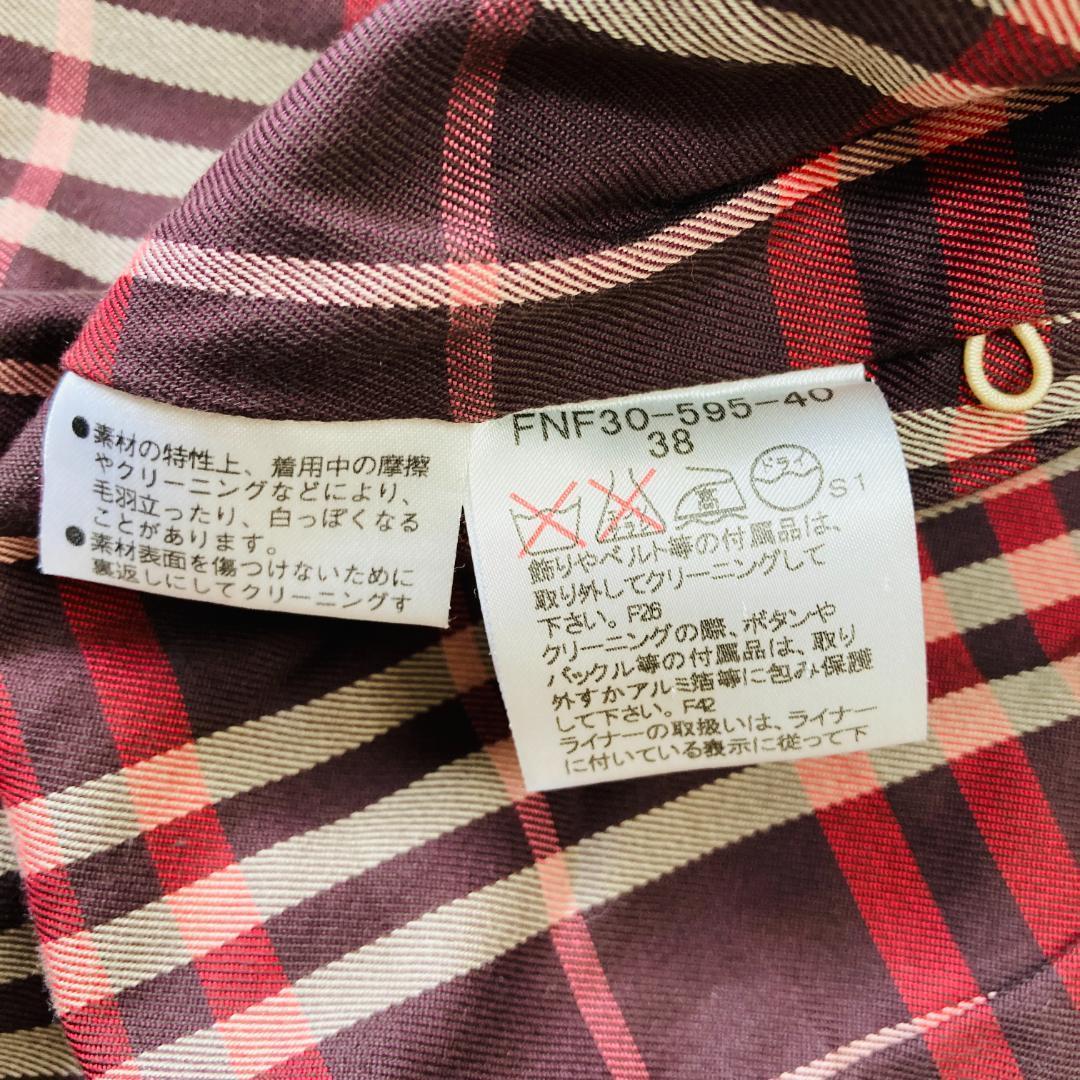 ●素材の特性上、着用中の摩擦
やクリーニングなどにより、
毛羽立ったり、白っぽくなる
ことがあります。
●素材表面を傷つけないために
裏返しにしてクリーニングす
FNF30-595-40
38
高
ドライ
S1
飾りやベルト等の付属品は、
取り外してクリーニングして
下さい。F26
クリーニングの際、ボタンや
バックル等の付属品は、取り
外すかアルミ箔等に包み保護
して下さい。F42
ライナーの取扱いは、ライナー
に付いている表示に従って下